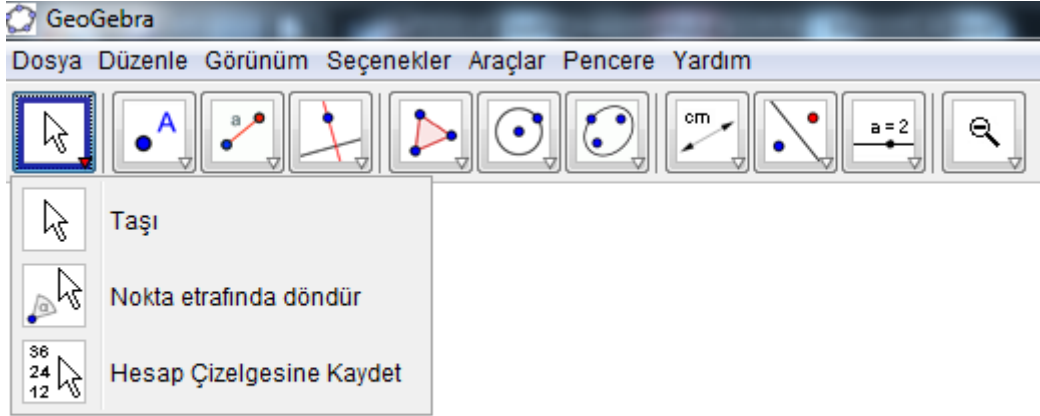 GeoGebra
Dosya Düzenle Görünüm Seçenekler Araçlar Pencere Yardım
A a cm a = 2
Taşı
α Nokta etrafında döndür
36
24
12
Hesap Çizelgesine Kaydet